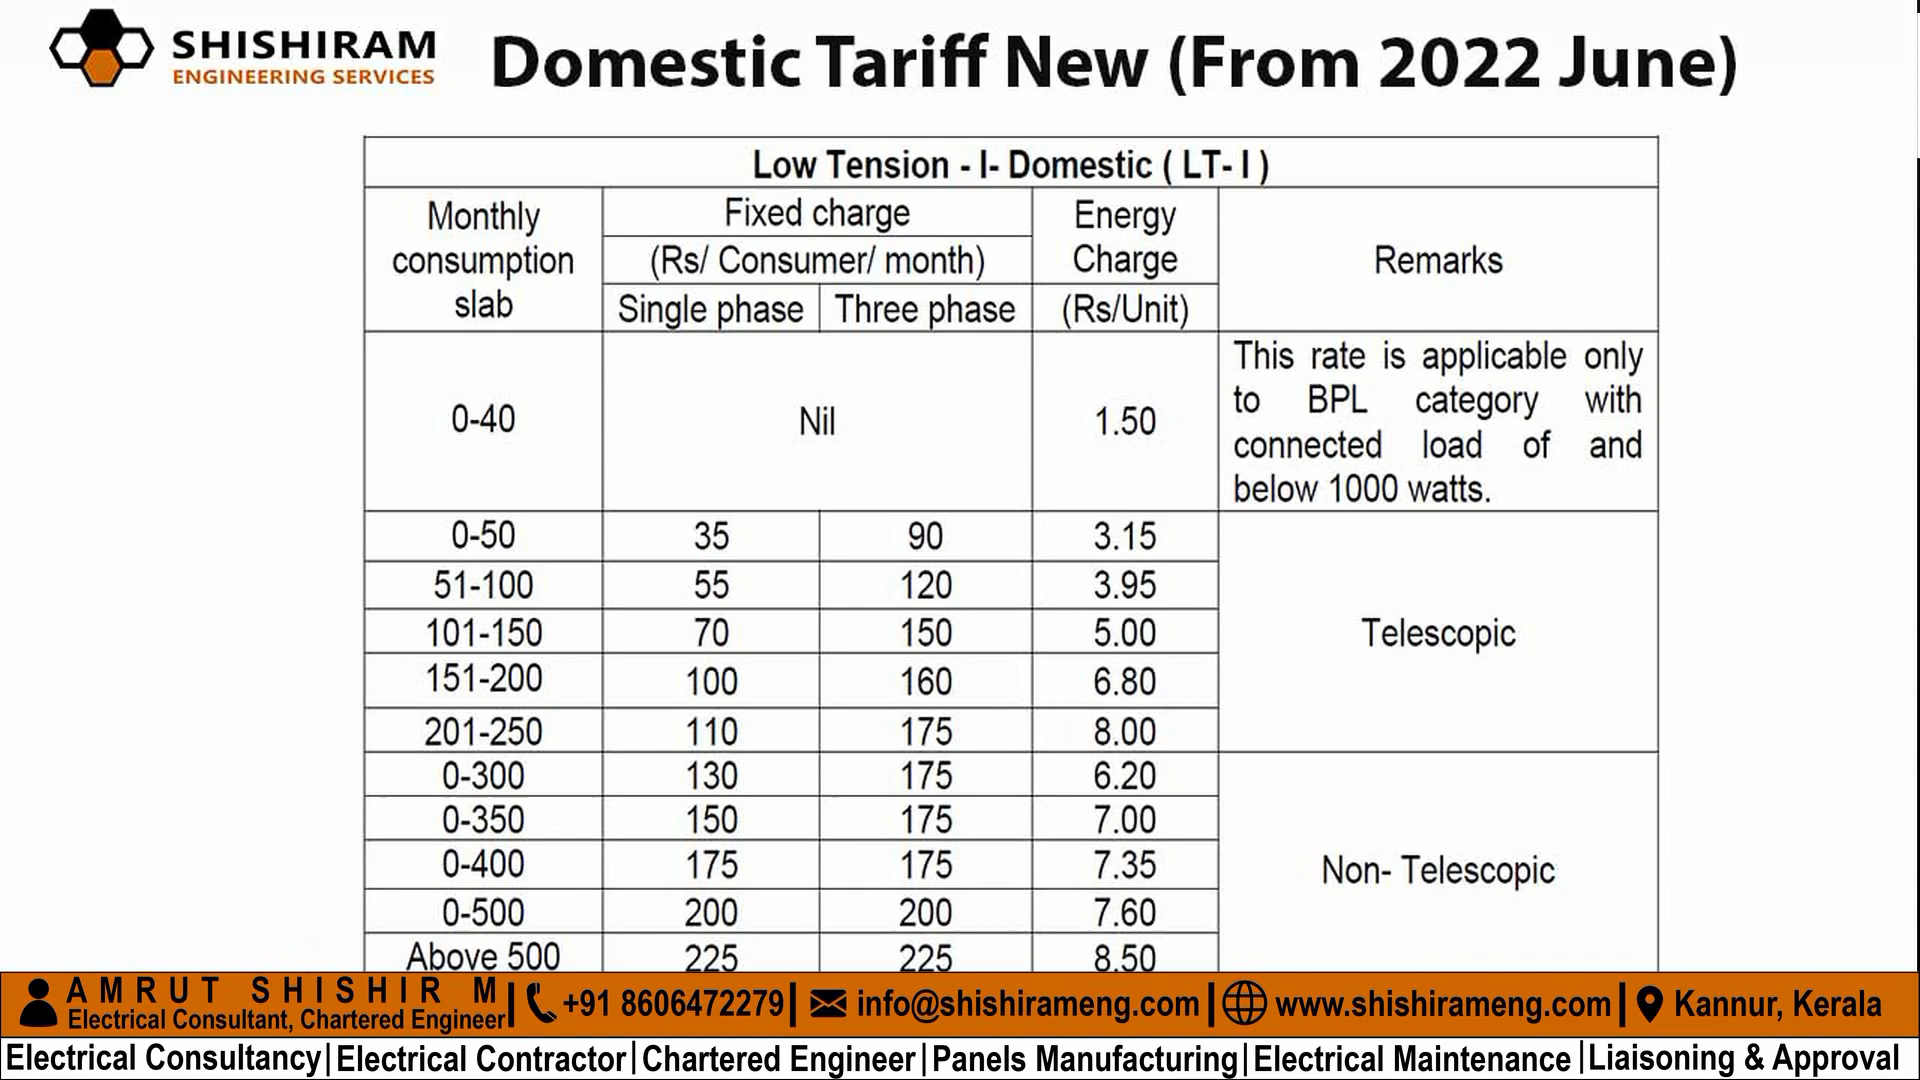 SHISHIRAM
ENGINEERING SERVICES
Domestic Tariff New (From 2022 June)
Low Tension - I- Domestic ( LT- I )
Monthly consumption slab
Fixed charge
(Rs/ Consumer/ month)
Single phase Three phase
Energy Charge
(Rs/Unit)
Remarks
0-40 Nil 1.50
This rate is applicable only
to BPL category with
connected load of and
below 1000 watts.
0-50 35 90 3.15
51-100 55 120 3.95
101-150 70 150 5.00
151-200 100 160 6.80
201-250 110 175 8.00
Telescopic
0-300 130 175 6.20
0-350 150 175 7.00
0-400 175 175 7.35
0-500 200 200 7.60
Above 500 225 225 8.50
Non- Telescopic
AMRUT SHISHIR M
Electrical Consultant, Chartered Engineer
+91 8606472279
info@shishirameng.com
www.shishirameng.com
Kannur, Kerala
Electrical Consultancy|Electrical Contractor|Chartered Engineer|Panels Manufacturing|Electrical Maintenance|Liaisoning & Approval